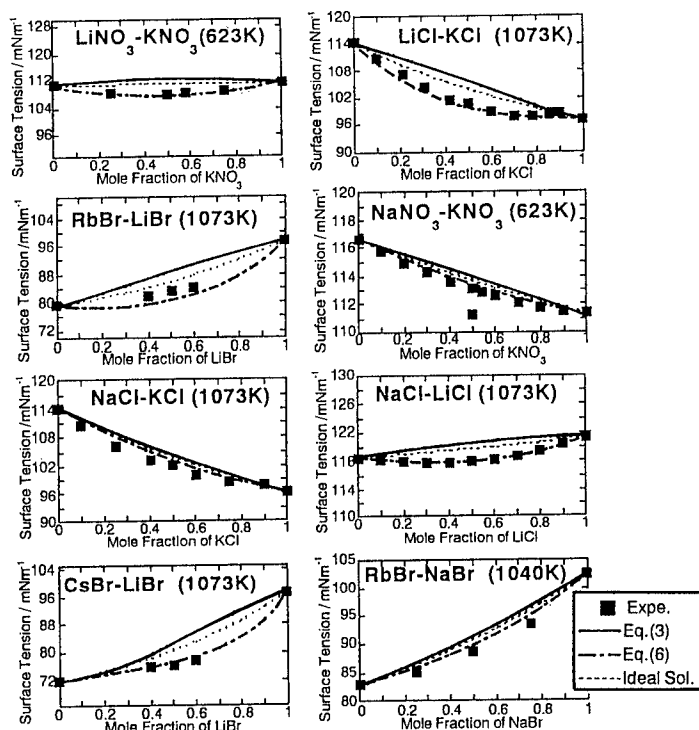 LiNO3-KNO3(623K)
Surface Tension / mNm-1
128
120
112
104
96
90
0 0.2 0.4 0.6 0.8 1
Mole Fraction of KNO3
LiCl-KCl (1073K)
Surface Tension / mNm-1
114
108
102
96
0 0.2 0.4 0.6 0.8 1
Mole Fraction of KCl
RbBr-LiBr (1073K)
Surface Tension / mNm-1
104
96
88
80
72
0 0.2 0.4 0.6 0.8 1
Mole Fraction of LiBr
NaNO3-KNO3 (623K)
Surface Tension / mNm-1
120
118
116
114
112
110
0 0.2 0.4 0.6 0.8 1
Mole Fraction of KNO3
NaCl-KCl (1073K)
Surface Tension / mNm-1
120
114
108
102
96
90
0 0.2 0.4 0.6 0.8 1
Mole Fraction of KCl
NaCl-LiCl (1073K)
Surface Tension / mNm-1
131
122
118
113
110
0 0.2 0.4 0.6 0.8 1
Mole Fraction of LiCl
CsBr-LiBr (1073K)
Surface Tension / mNm-1
104
96
88
80
72
64
0 0.2 0.4 0.6 0.8 1
Mole Fraction of LiBr
RbBr-NaBr (1040K)
Surface Tension / mNm-1
105
100
95
90
85
80
0 0.2 0.4 0.6 0.8 1
Mole Fraction of NaBr
Expe.
Eq.(3)
Eq.(6)
Ideal Sol.